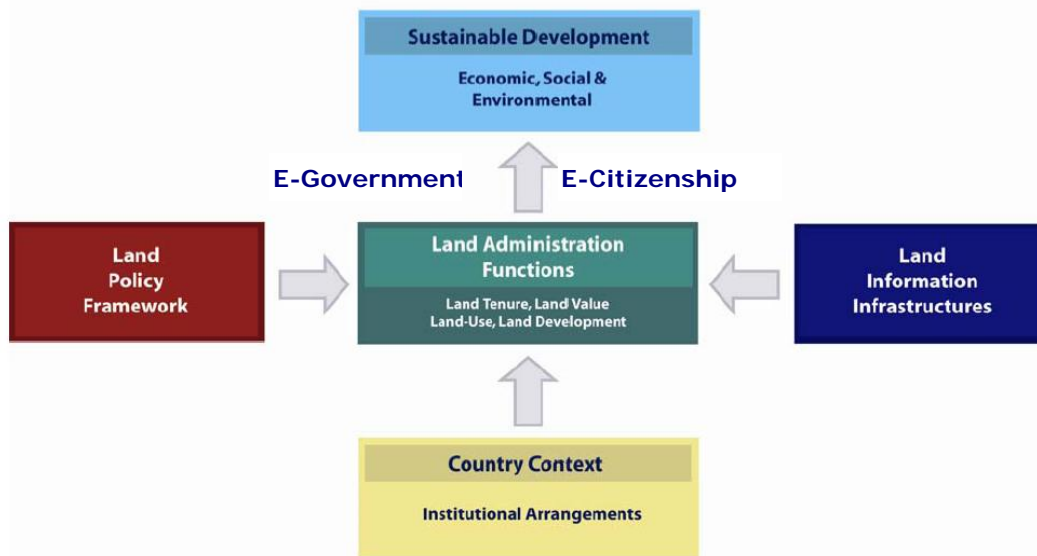 Sustainable Development
Economic, Social &
Environmental
E-Government
E-Citizenship
Land
Policy
Framework
Land Administration
Functions
Land Tenure, Land Value
Land-Use, Land Development
Land
Information
Infrastructures
Country Context
Institutional Arrangements